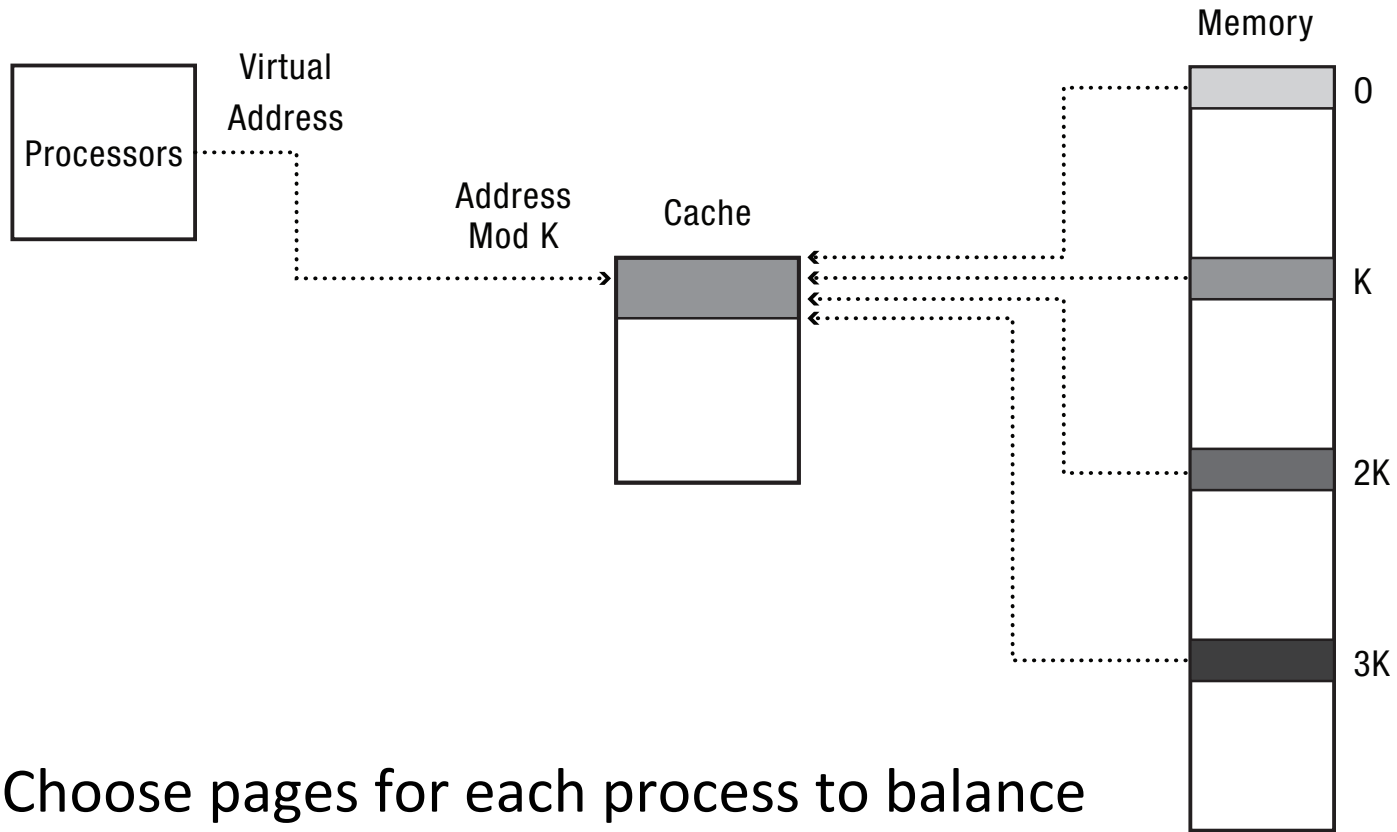 Memory
Processors
Virtual
Address
Address
Mod K
Cache
0
K
2K
3K
Choose pages for each process to balance